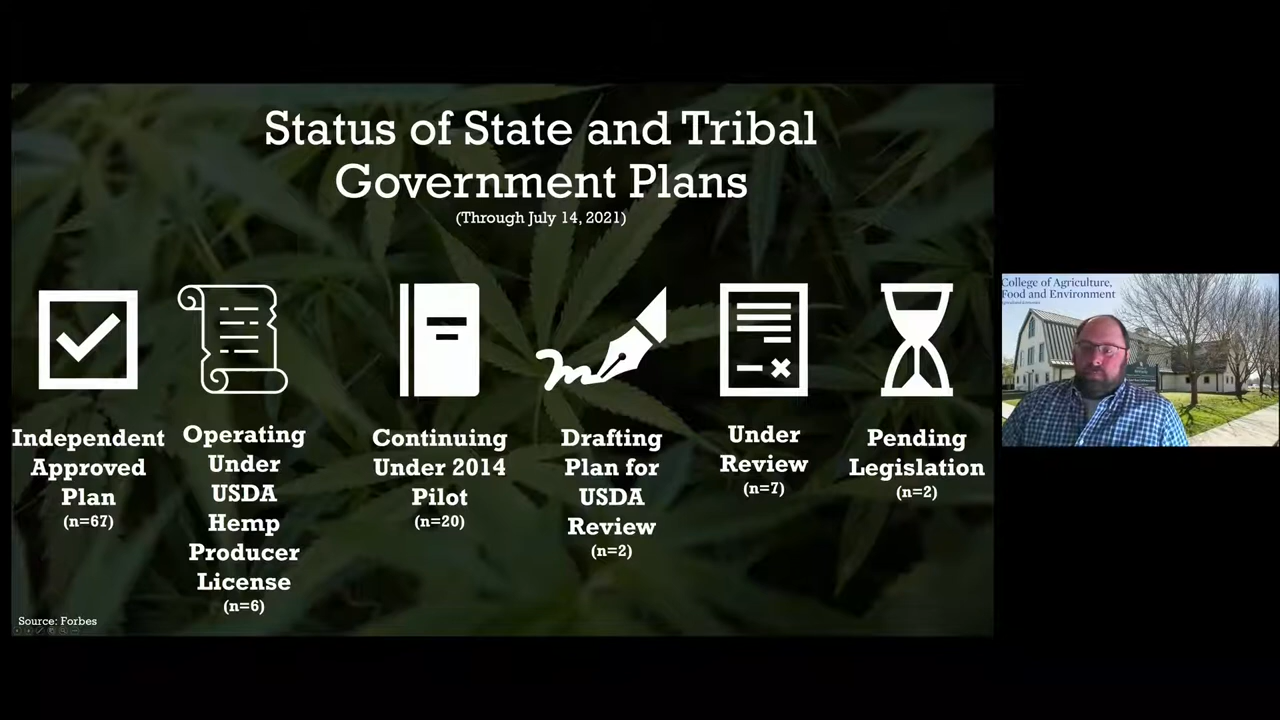 Status of State and Tribal
Government Plans
(Through July 14, 2021)
Independent
Approved
Plan
(n=67)
Operating
Under
USDA
Hemp
Producer
License
(n=6)
Continuing
Under 2014
Pilot
(n=20)
Drafting
Plan for
USDA
Review
(n=2)
Under
Review
(n=7)
Pending
Legislation
(n=2)
Source: Forbes
College of Agriculture,
Food and Environment